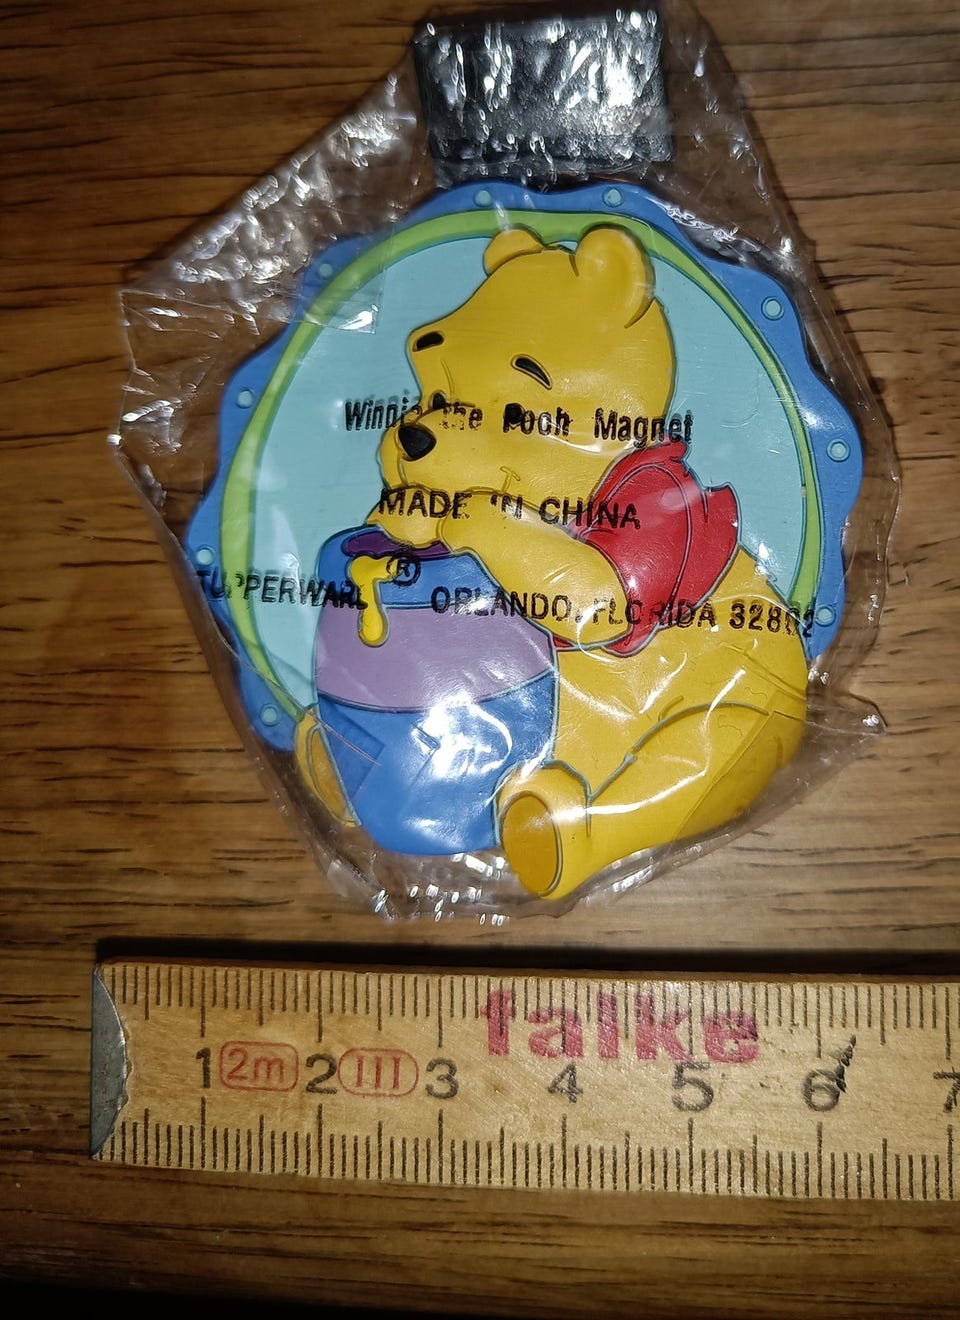 Winnie the Pooh Magnet
MADE IN CHINA
TUPPERWARE® ORLANDO, FLORIDA 32802
falke
1 2m 2 III 3 4 5 6 7